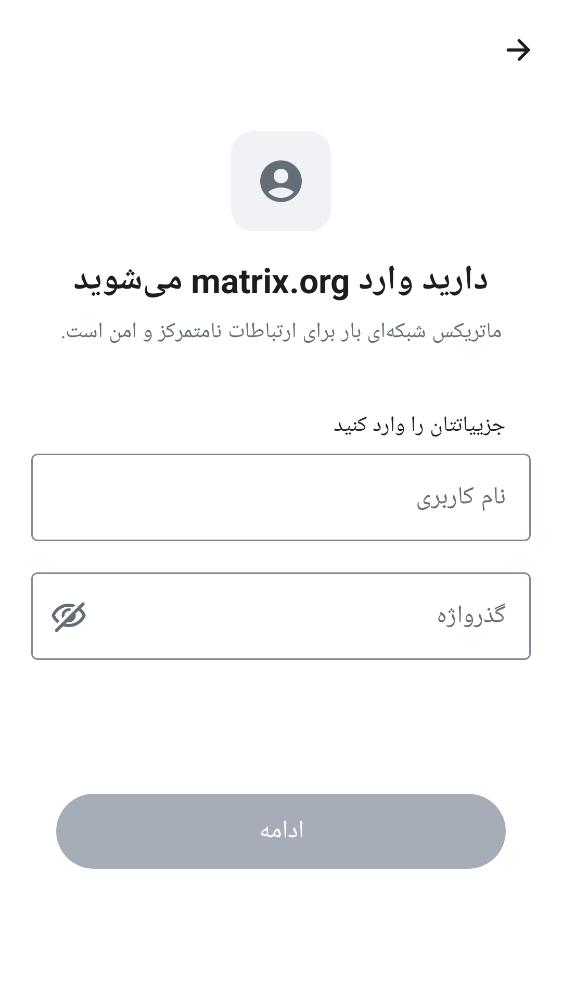 دارید وارد matrix.org می‌شوید
ماتریکس شبکه‌ای بار برای ارتباطات نامتمرکز و امن است.
جزییاتتان را وارد کنید
نام کاربری
گذرواژه
ادامه